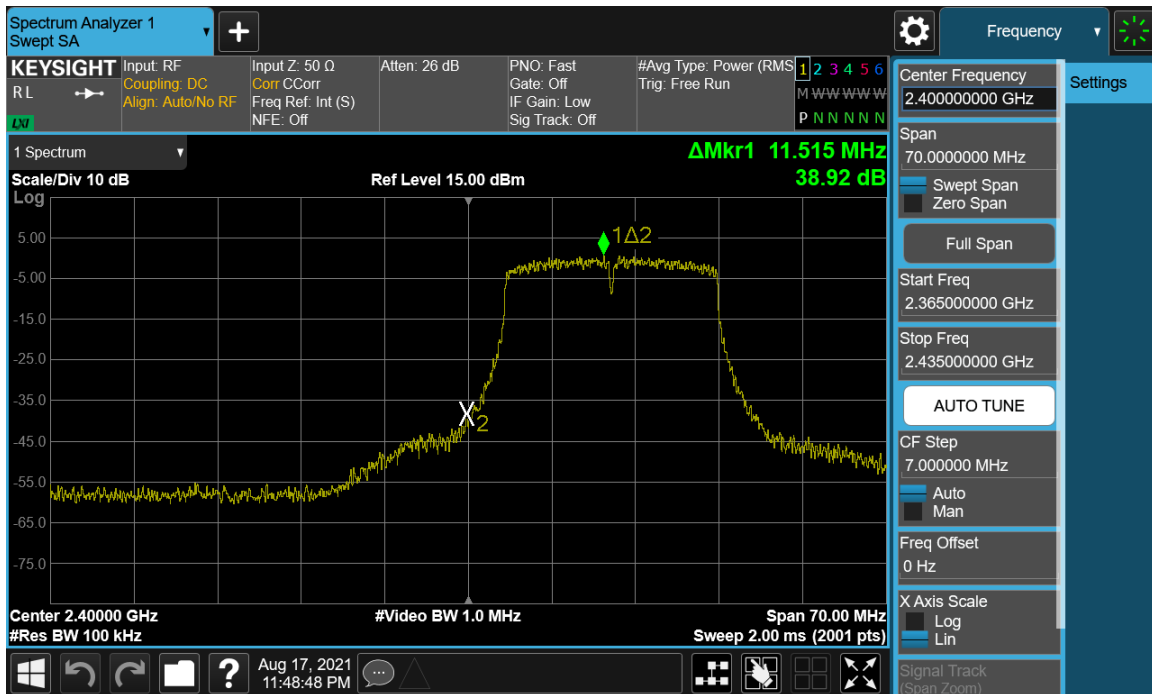 Spectrum Analyzer 1
Swept SA
+
Frequency
KEYSIGHT
RL
LXI
Input: RF
Coupling: DC
Align: Auto/No RF
Input Z: 50 Ω
Corr CCorr
Freq Ref: Int (S)
NFE: Off
Atten: 26 dB
PNO: Fast
Gate: Off
IF Gain: Low
Sig Track: Off
#Avg Type: Power (RMS
Trig: Free Run
1 2 3 4 5 6
M W W W W W
P N N N N N
1 Spectrum
Scale/Div 10 dB
Ref Level 15.00 dBm
ΔMkr1 11.515 MHz
38.92 dB
Log
5.00
-5.00
-15.0
-25.0
-35.0
-45.0
-55.0
-65.0
-75.0
1Δ2
X2
Center 2.40000 GHz
#Video BW 1.0 MHz
Span 70.00 MHz
#Res BW 100 kHz
Sweep 2.00 ms (2001 pts)
?
Aug 17, 2021
11:48:48 PM
Center Frequency
2.400000000 GHz
Span
70.0000000 MHz
Swept Span
Zero Span
Full Span
Start Freq
2.365000000 GHz
Stop Freq
2.435000000 GHz
AUTO TUNE
CF Step
7.000000 MHz
Auto
Man
Freq Offset
0 Hz
X Axis Scale
Log
Lin
Signal Track
(Span Zoom)
Settings